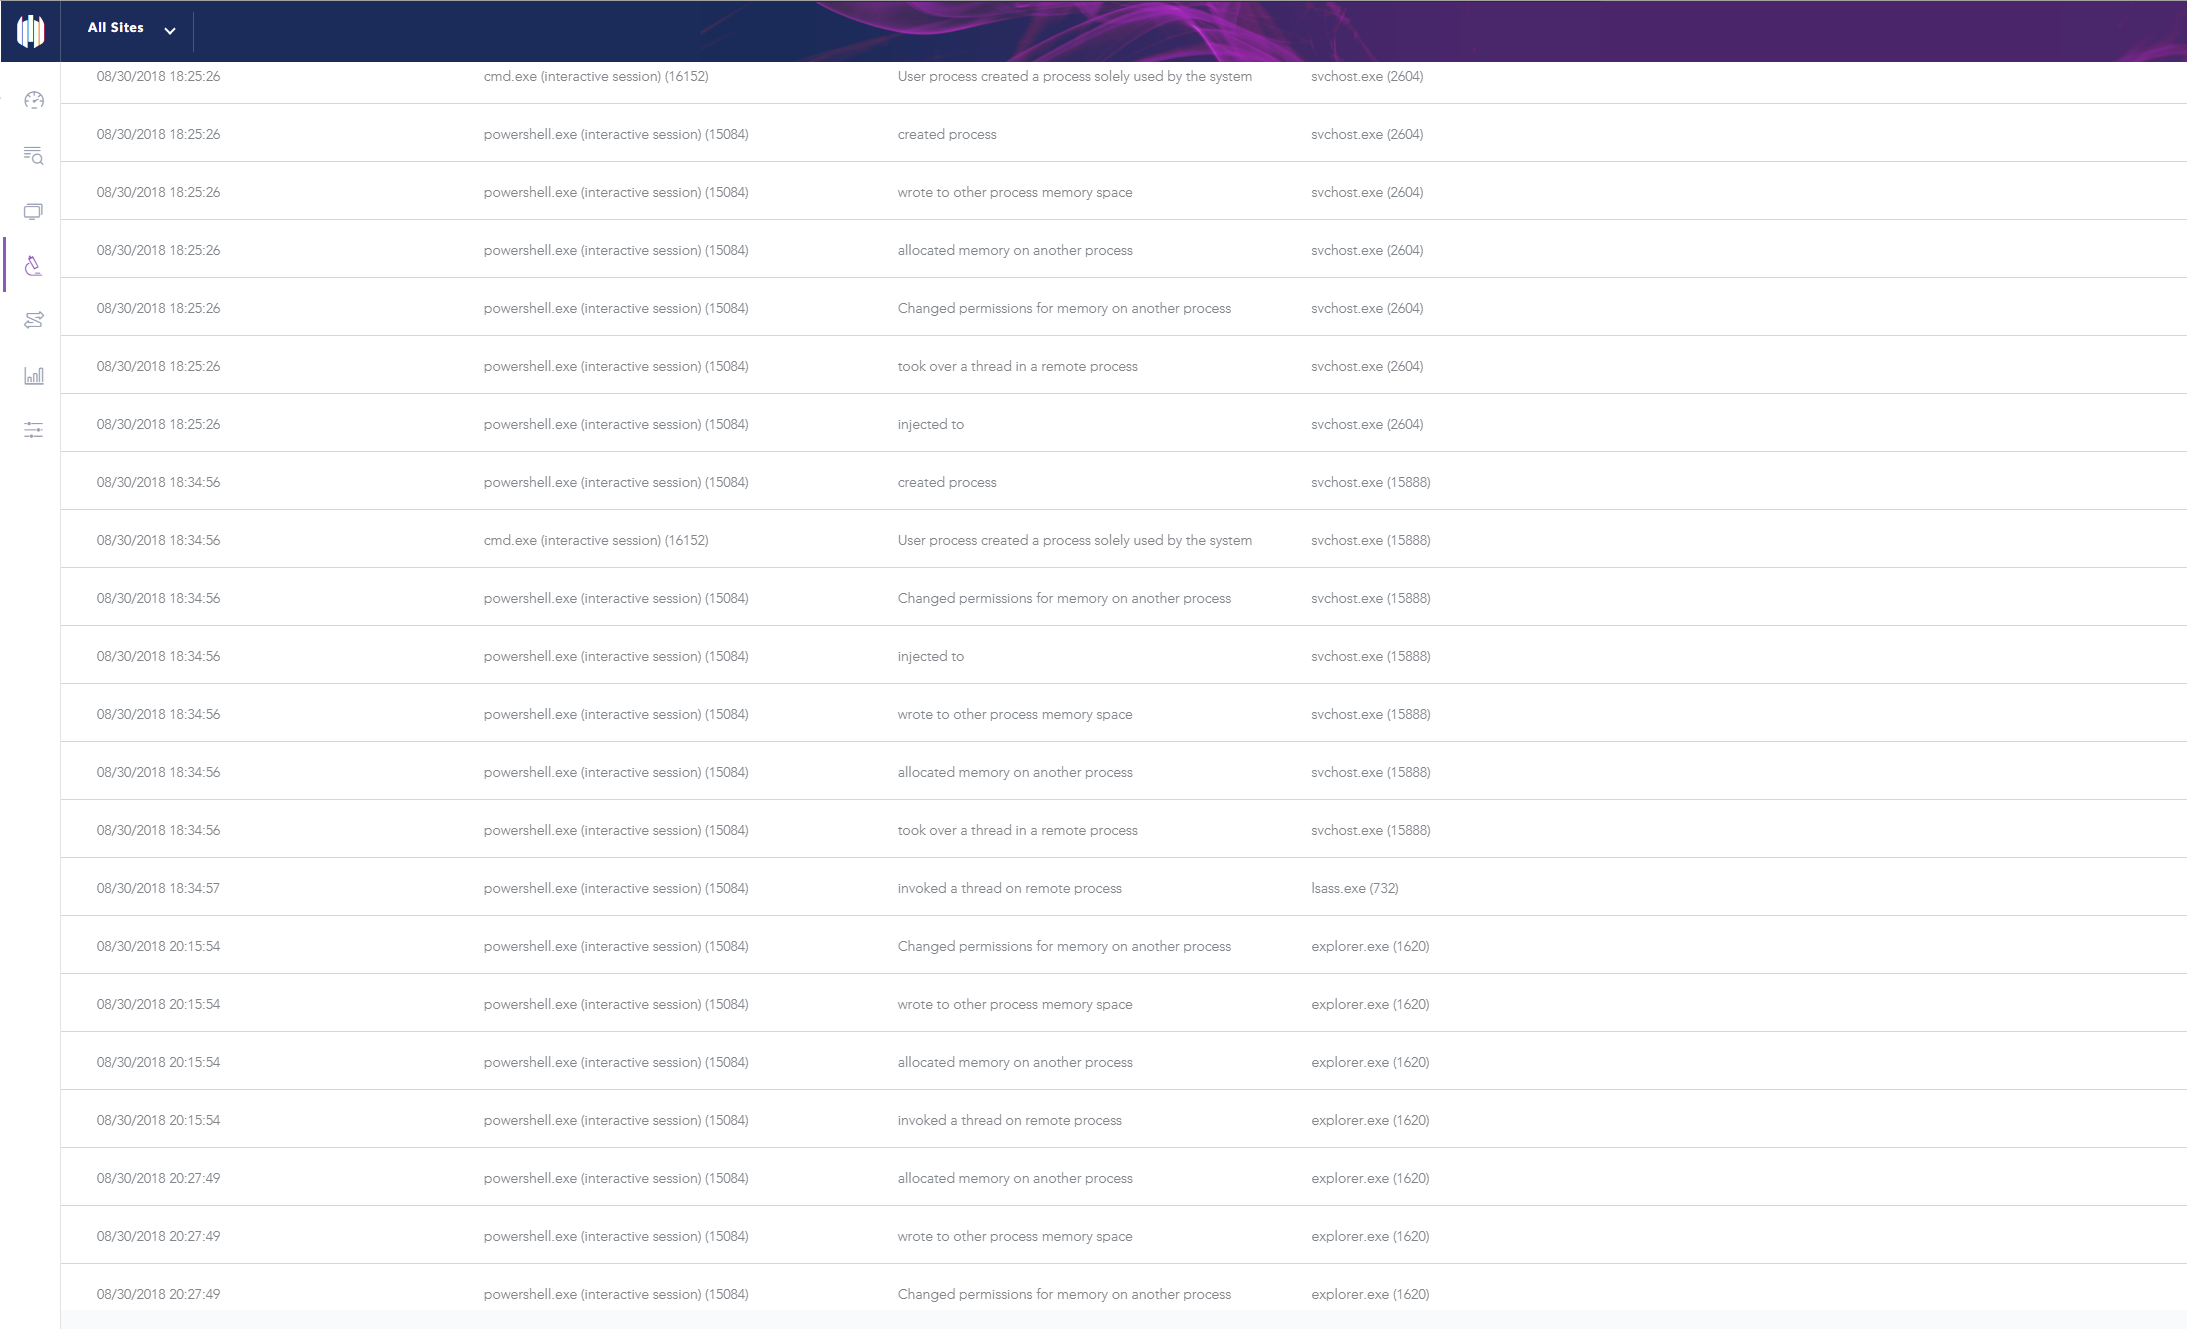 All Sites
08/30/2018 18:25:26 cmd.exe (interactive session) (16152) User process created a process solely used by the system svchost.exe (2604)
08/30/2018 18:25:26 powershell.exe (interactive session) (15084) created process svchost.exe (2604)
08/30/2018 18:25:26 powershell.exe (interactive session) (15084) wrote to other process memory space svchost.exe (2604)
08/30/2018 18:25:26 powershell.exe (interactive session) (15084) allocated memory on another process svchost.exe (2604)
08/30/2018 18:25:26 powershell.exe (interactive session) (15084) Changed permissions for memory on another process svchost.exe (2604)
08/30/2018 18:25:26 powershell.exe (interactive session) (15084) took over a thread in a remote process svchost.exe (2604)
08/30/2018 18:25:26 powershell.exe (interactive session) (15084) injected to svchost.exe (2604)
08/30/2018 18:34:56 powershell.exe (interactive session) (15084) created process svchost.exe (15888)
08/30/2018 18:34:56 cmd.exe (interactive session) (16152) User process created a process solely used by the system svchost.exe (15888)
08/30/2018 18:34:56 powershell.exe (interactive session) (15084) Changed permissions for memory on another process svchost.exe (15888)
08/30/2018 18:34:56 powershell.exe (interactive session) (15084) injected to svchost.exe (15888)
08/30/2018 18:34:56 powershell.exe (interactive session) (15084) wrote to other process memory space svchost.exe (15888)
08/30/2018 18:34:56 powershell.exe (interactive session) (15084) allocated memory on another process svchost.exe (15888)
08/30/2018 18:34:56 powershell.exe (interactive session) (15084) took over a thread in a remote process svchost.exe (15888)
08/30/2018 18:34:57 powershell.exe (interactive session) (15084) invoked a thread on remote process lsass.exe (732)
08/30/2018 20:15:54 powershell.exe (interactive session) (15084) Changed permissions for memory on another process explorer.exe (1620)
08/30/2018 20:15:54 powershell.exe (interactive session) (15084) wrote to other process memory space explorer.exe (1620)
08/30/2018 20:15:54 powershell.exe (interactive session) (15084) allocated memory on another process explorer.exe (1620)
08/30/2018 20:15:54 powershell.exe (interactive session) (15084) invoked a thread on remote process explorer.exe (1620)
08/30/2018 20:27:49 powershell.exe (interactive session) (15084) allocated memory on another process explorer.exe (1620)
08/30/2018 20:27:49 powershell.exe (interactive session) (15084) wrote to other process memory space explorer.exe (1620)
08/30/2018 20:27:49 powershell.exe (interactive session) (15084) Changed permissions for memory on another process explorer.exe (1620)